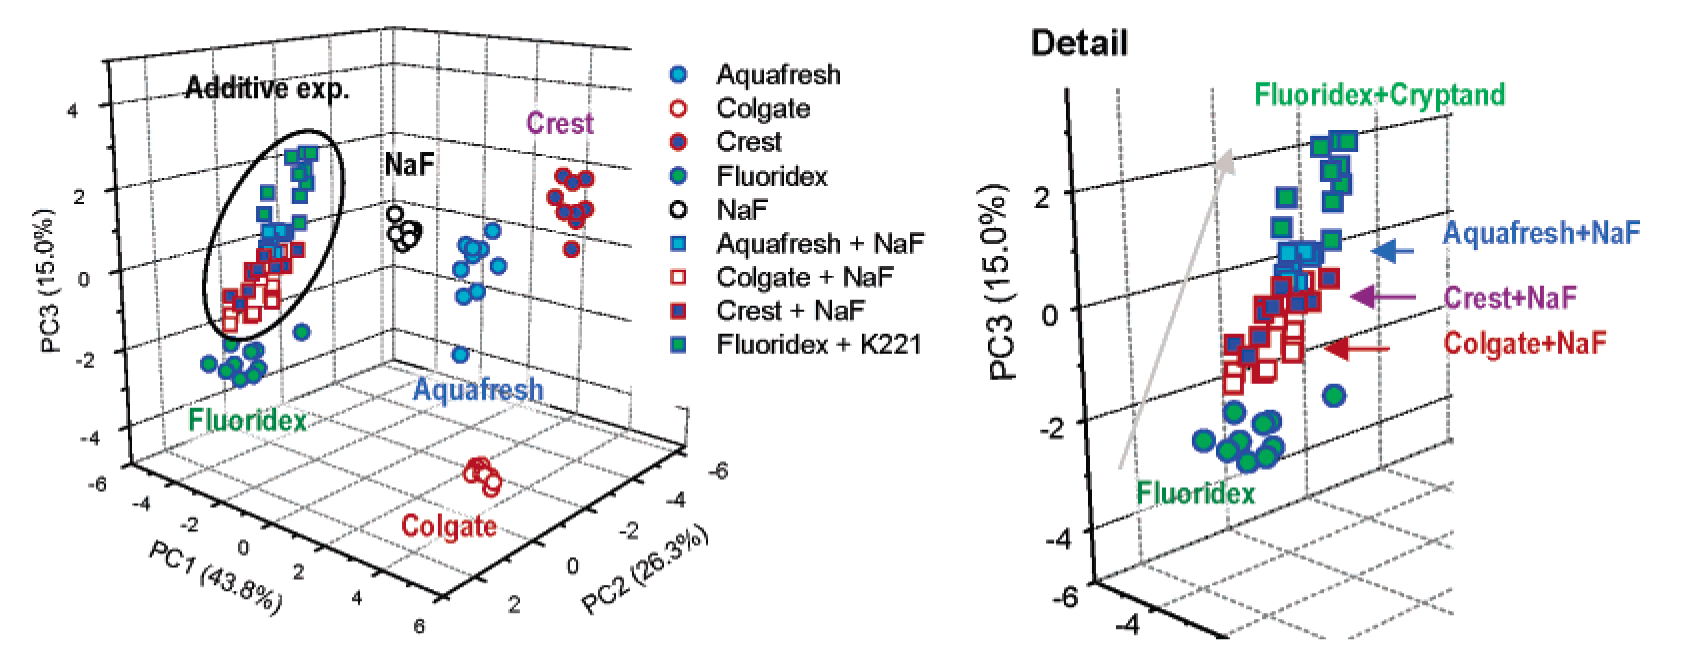 Additive exp.
NaF
Crest
Aquafresh
Fluoridex
Colgate
PC3 (15.0%)
4
2
0
-2
-4
-6
-4
-2
0
2
4
6
PC1 (43.8%)
2
0
-2
-4
-6
PC2 (26.3%)
Aquafresh
Colgate
Crest
Fluoridex
NaF
Aquafresh + NaF
Colgate + NaF
Crest + NaF
Fluoridex + K221
Detail
Fluoridex+Cryptand
Aquafresh+NaF
Crest+NaF
Colgate+NaF
Fluoridex
PC3 (15.0%)
2
0
-2
-4
-6
-4